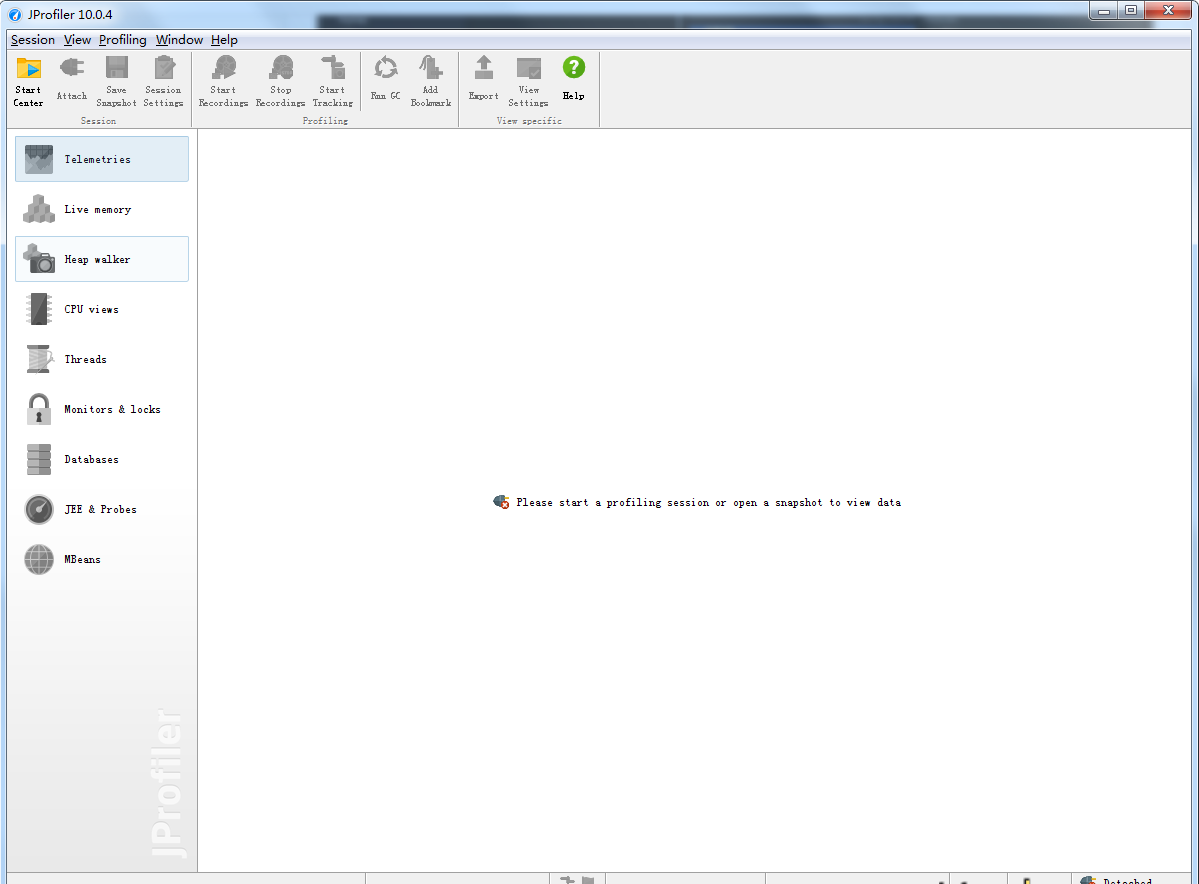 JProfiler 10.0.4
Session View Profiling Window Help
Start Center
Attach
Save Snapshot
Session Settings
Start Recordings
Stop Recordings
Start Tracking
Run GC
Add Bookmark
Export
View Settings
Help
Session
Profiling
View specific
Telemetries
Live memory
Heap walker
CPU views
Threads
Monitors & locks
Databases
JEE & Probes
MBeans
Please start a profiling session or open a snapshot to view data
JProfiler
Detached